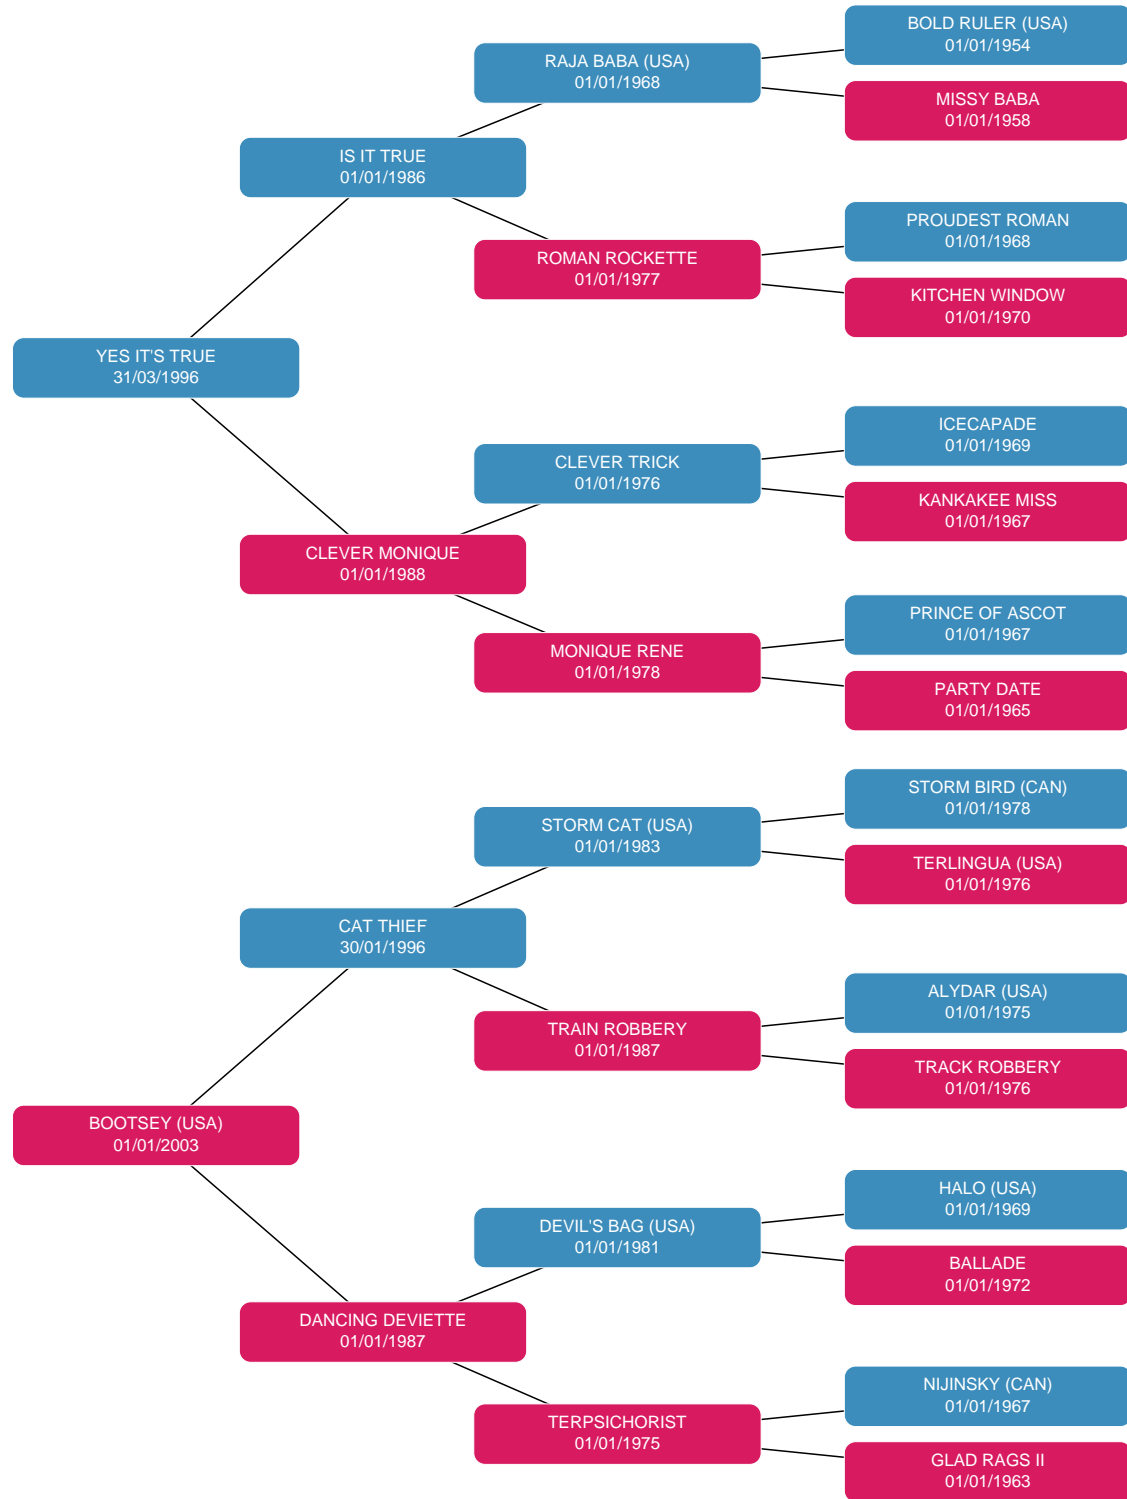 BOLD RULER (USA)
01/01/1954
RAJA BABA (USA)
01/01/1968
MISSY BABA
01/01/1958
IS IT TRUE
01/01/1986
PROUDEST ROMAN
01/01/1968
ROMAN ROCKETTE
01/01/1977
KITCHEN WINDOW
01/01/1970
YES IT'S TRUE
31/03/1996
ICECAPADE
01/01/1969
CLEVER TRICK
01/01/1976
KANKAKEE MISS
01/01/1967
CLEVER MONIQUE
01/01/1988
PRINCE OF ASCOT
01/01/1967
MONIQUE RENE
01/01/1978
PARTY DATE
01/01/1965
STORM BIRD (CAN)
01/01/1978
STORM CAT (USA)
01/01/1983
TERLINGUA (USA)
01/01/1976
CAT THIEF
30/01/1996
ALYDAR (USA)
01/01/1975
TRAIN ROBBERY
01/01/1987
TRACK ROBBERY
01/01/1976
BOOTSEY (USA)
01/01/2003
HALO (USA)
01/01/1969
DEVIL'S BAG (USA)
01/01/1981
BALLADE
01/01/1972
DANCING DEVIETTE
01/01/1987
NIJINSKY (CAN)
01/01/1967
TERPSICHORIST
01/01/1975
GLAD RAGS II
01/01/1963